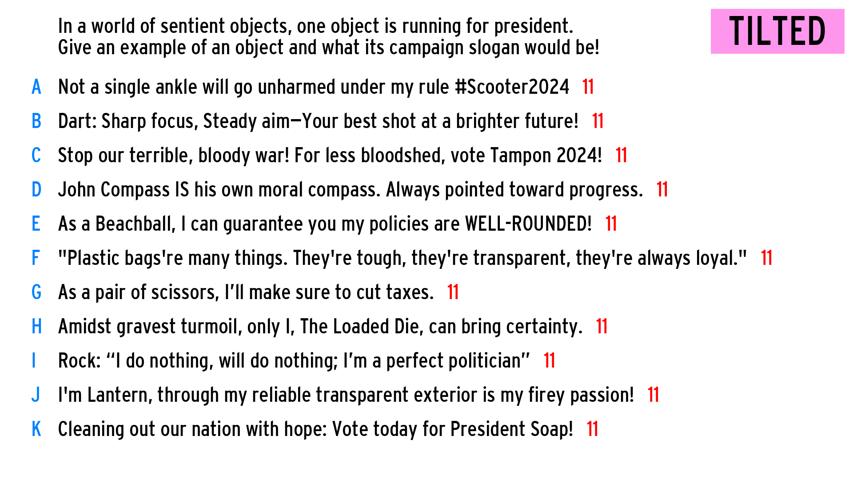 In a world of sentient objects, one object is running for president.
Give an example of an object and what its campaign slogan would be!
TILTED
A Not a single ankle will go unharmed under my rule #Scooter2024 11
B Dart: Sharp focus, Steady aim—Your best shot at a brighter future! 11
C Stop our terrible, bloody war! For less bloodshed, vote Tampon 2024! 11
D John Compass IS his own moral compass. Always pointed toward progress. 11
E As a Beachball, I can guarantee you my policies are WELL-ROUNDED! 11
F "Plastic bags're many things. They're tough, they're transparent, they're always loyal." 11
G As a pair of scissors, I’ll make sure to cut taxes. 11
H Amidst gravest turmoil, only I, The Loaded Die, can bring certainty. 11
I Rock: “I do nothing, will do nothing; I’m a perfect politician” 11
J I'm Lantern, through my reliable transparent exterior is my firey passion! 11
K Cleaning out our nation with hope: Vote today for President Soap! 11